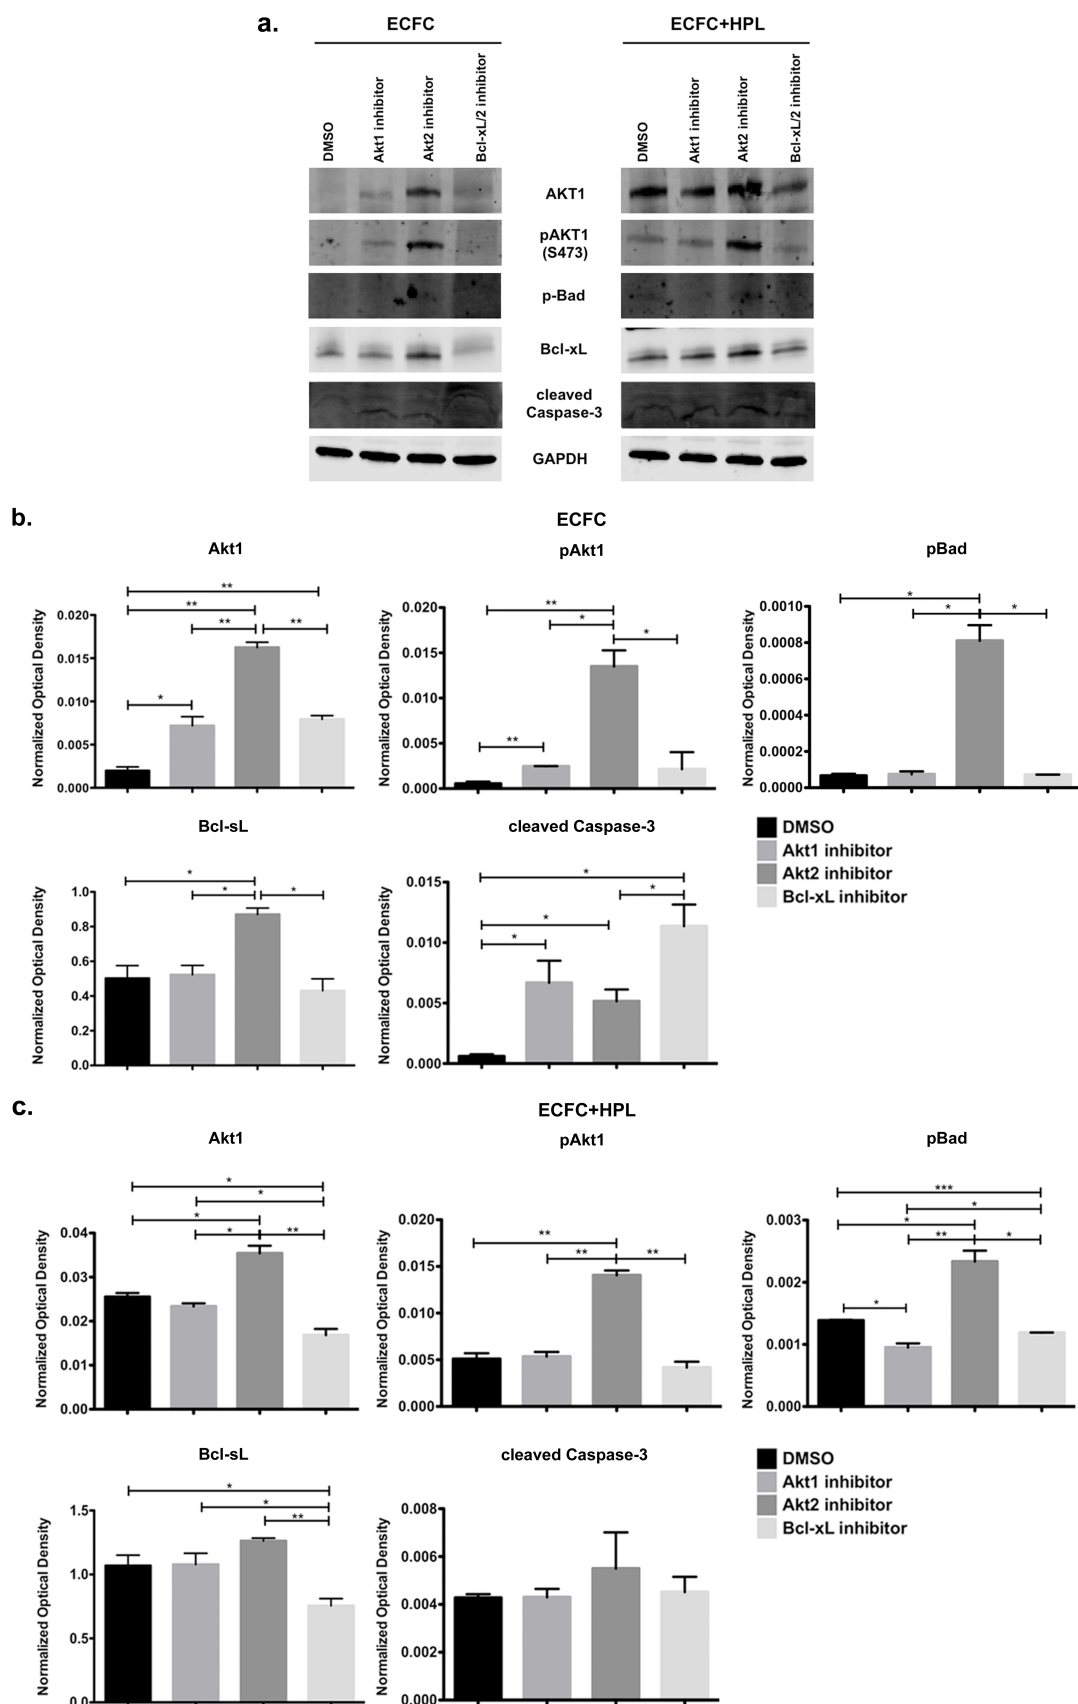 a.
ECFC
ECFC+HPL
DMSO
Akt1 inhibitor
Akt2 inhibitor
Bcl-xL/2 inhibitor
DMSO
Akt1 inhibitor
Akt2 inhibitor
Bcl-xL/2 inhibitor
AKT1
pAKT1
(S473)
p-Bad
Bcl-xL
cleaved
Caspase-3
GAPDH
b.
ECFC
Akt1
Normalized Optical Density
0.020
0.015
0.010
0.005
0.000
**
**
**
**
*
pAkt1
Normalized Optical Density
0.020
0.015
0.010
0.005
0.000
**
*
*
**
pBad
Normalized Optical Density
0.0010
0.0008
0.0006
0.0004
0.0002
0.0000
*
*
*
Bcl-sL
Normalized Optical Density
1.0
0.8
0.6
0.4
0.2
0.0
*
*
*
cleaved Caspase-3
Normalized Optical Density
0.015
0.010
0.005
0.000
*
*
*
*
DMSO
Akt1 inhibitor
Akt2 inhibitor
Bcl-xL inhibitor
c.
ECFC+HPL
Akt1
Normalized Optical Density
0.04
0.03
0.02
0.01
0.00
*
*
*
*
**
pAkt1
Normalized Optical Density
0.020
0.015
0.010
0.005
0.000
**
**
**
pBad
Normalized Optical Density
0.003
0.002
0.001
0.000
***
*
*
**
*
*
Bcl-sL
Normalized Optical Density
1.5
1.0
0.5
0.0
*
*
**
cleaved Caspase-3
Normalized Optical Density
0.008
0.006
0.004
0.002
0.000
DMSO
Akt1 inhibitor
Akt2 inhibitor
Bcl-xL inhibitor